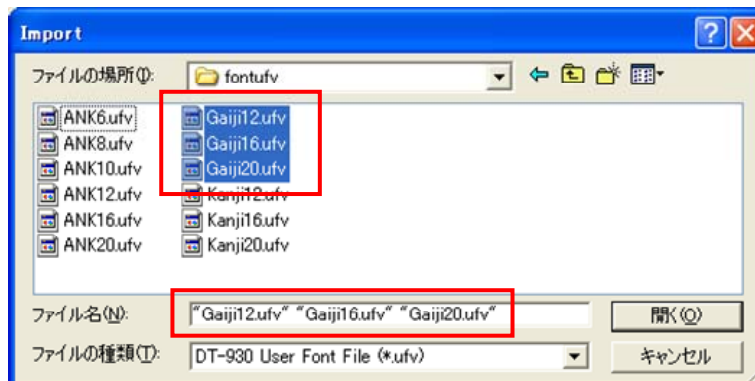 Import
ファイルの場所(I):
fontufv
ANK6.ufv
ANK8.ufv
ANK10.ufv
ANK12.ufv
ANK16.ufv
ANK20.ufv
Gaiji12.ufv
Gaiji16.ufv
Gaiji20.ufv
Kanji12.ufv
Kanji16.ufv
Kanji20.ufv
ファイル名(N):
"Gaiji12.ufv" "Gaiji16.ufv" "Gaiji20.ufv"
開く(O)
ファイルの種類(T):
DT-930 User Font File (*.ufv)
キャンセル